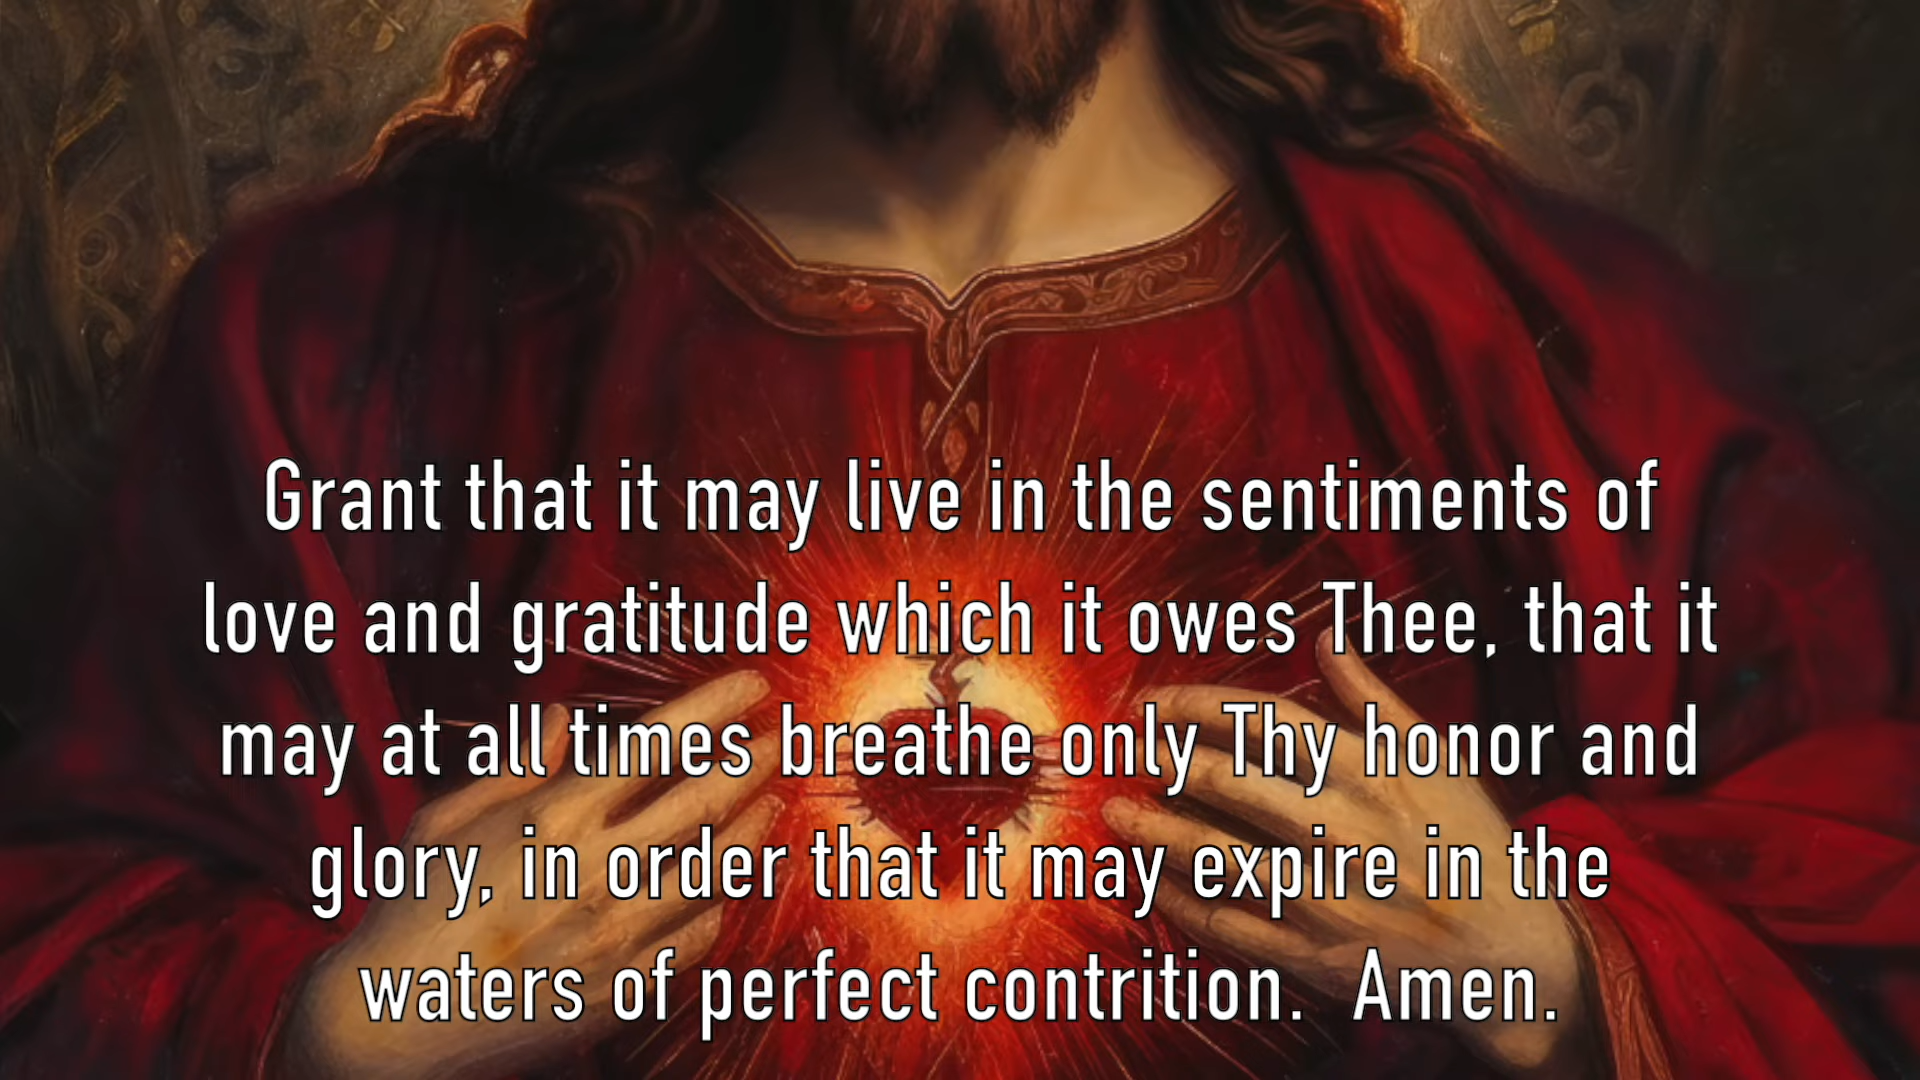 Grant that it may live in the sentiments of
love and gratitude which it owes Thee, that it
may at all times breathe only Thy honor and
glory, in order that it may expire in the
waters of perfect contrition.  Amen.